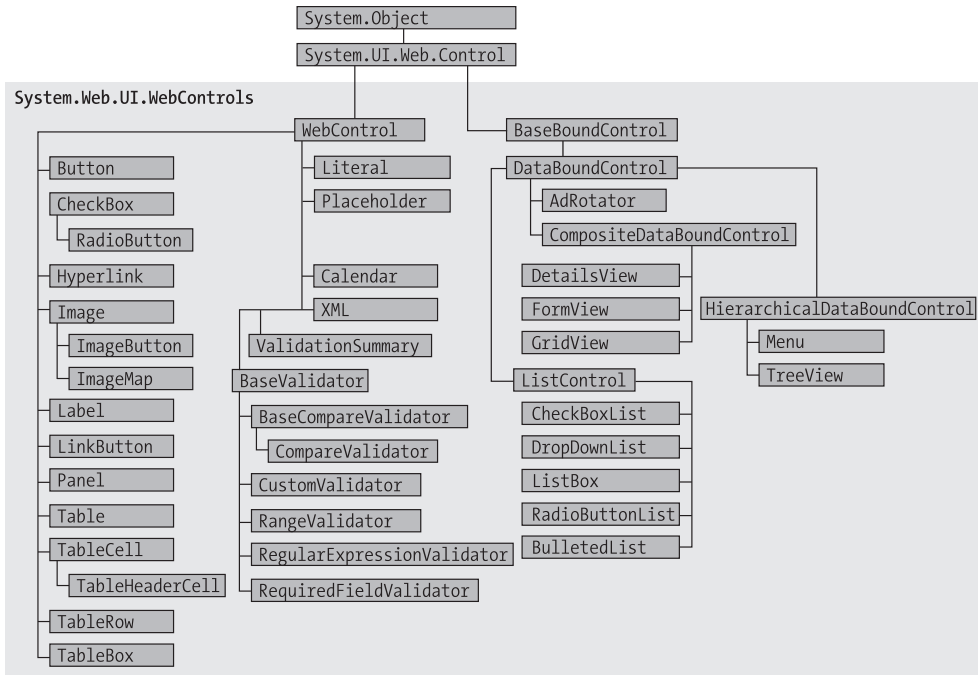 System.Object
System.UI.Web.Control
System.Web.UI.WebControls
WebControl
Button
CheckBox
RadioButton
Hyperlink
Image
ImageButton
ImageMap
Label
LinkButton
Panel
Table
TableCell
TableHeaderCell
TableRow
TableBox
Literal
Placeholder
Calendar
XML
ValidationSummary
BaseValidator
BaseCompareValidator
CompareValidator
CustomValidator
RangeValidator
RegularExpressionValidator
RequiredFieldValidator
BaseBoundControl
DataBoundControl
AdRotator
CompositeDataBoundControl
DetailsView
FormView
GridView
ListControl
CheckBoxList
DropDownList
ListBox
RadioButtonList
BulletedList
HierarchicalDataBoundControl
Menu
TreeView